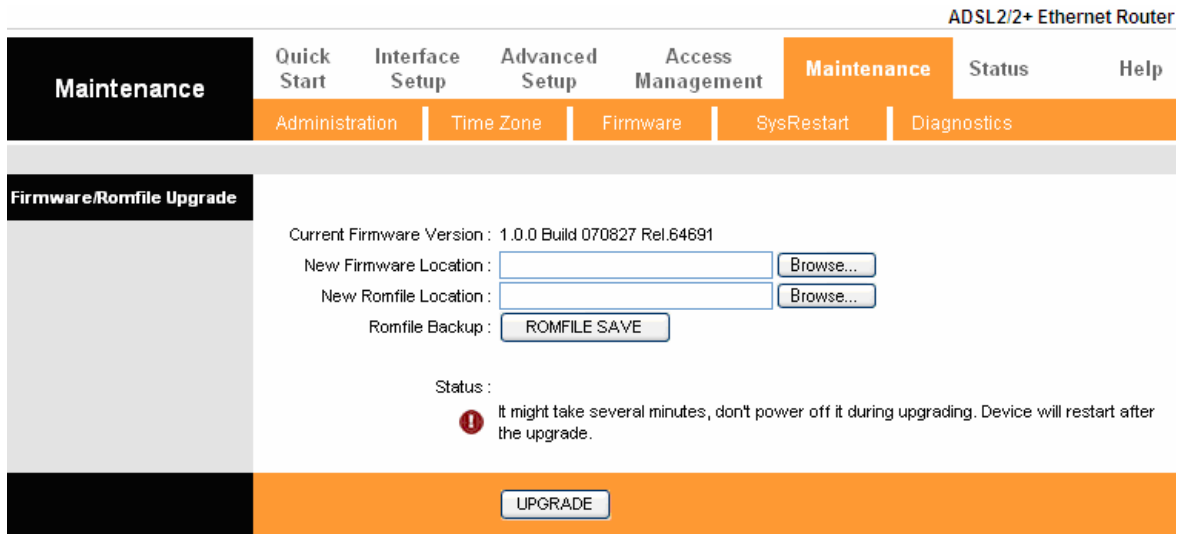 ADSL2/2+ Ethernet Router
Maintenance
Quick Start
Interface Setup
Advanced Setup
Access Management
Maintenance
Status
Help
Administration
Time Zone
Firmware
SysRestart
Diagnostics
Firmware/Romfile Upgrade
Current Firmware Version : 1.0.0 Build 070827 Rel.64691
New Firmware Location :
Browse...
New Romfile Location :
Browse...
Romfile Backup :
ROMFILE SAVE
Status :
It might take several minutes, don't power off it during upgrading. Device will restart after
the upgrade.
UPGRADE